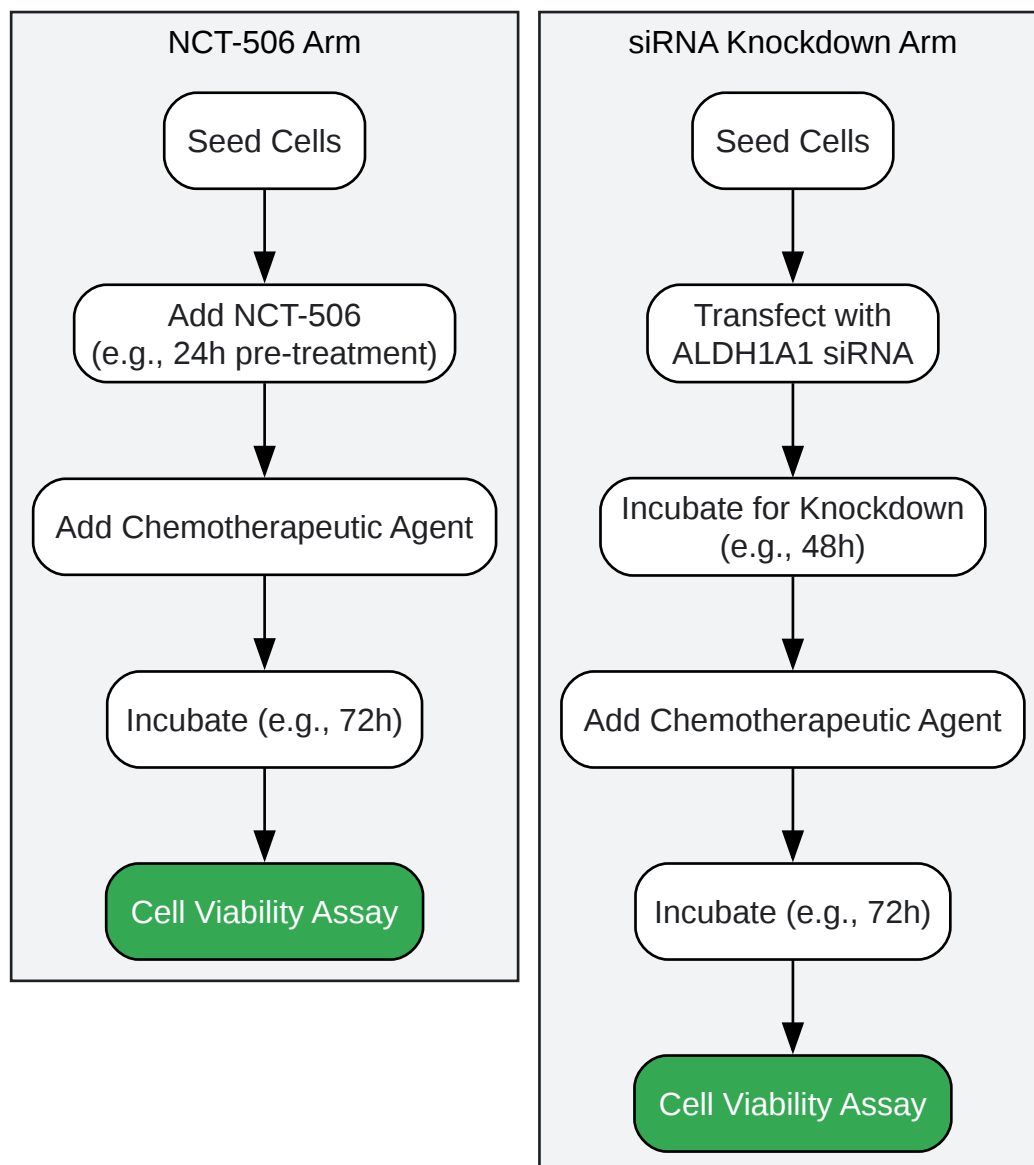 NCT-506 Arm
Seed Cells
Add NCT-506
(e.g., 24h pre-treatment)
Add Chemotherapeutic Agent
Incubate (e.g., 72h)
Cell Viability Assay
siRNA Knockdown Arm
Seed Cells
Transfect with
ALDH1A1 siRNA
Incubate for Knockdown
(e.g., 48h)
Add Chemotherapeutic Agent
Incubate (e.g., 72h)
Cell Viability Assay